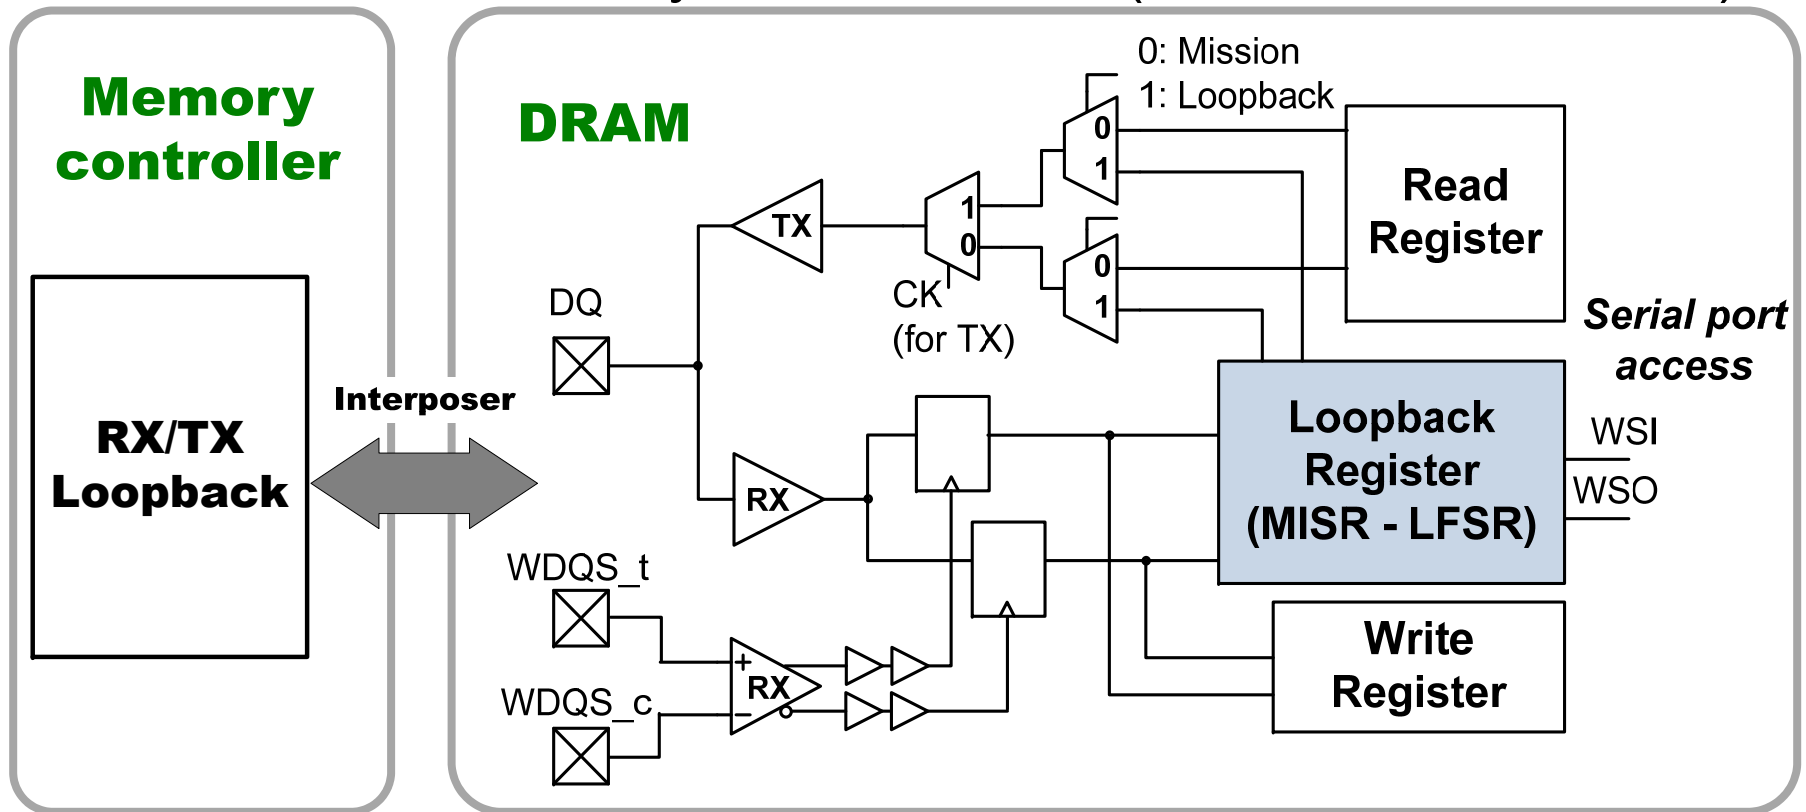 Memory
controller
RX/TX
Loopback
Interposer
DRAM
0: Mission
1: Loopback
0
1
Read
Register
TX
1
0
0
1
CK
(for TX)
DQ
Serial port
access
Loopback
Register
(MISR - LFSR)
WSI
WSO
RX
WDQS_t
+
RX
WDQS_c
−
Write
Register